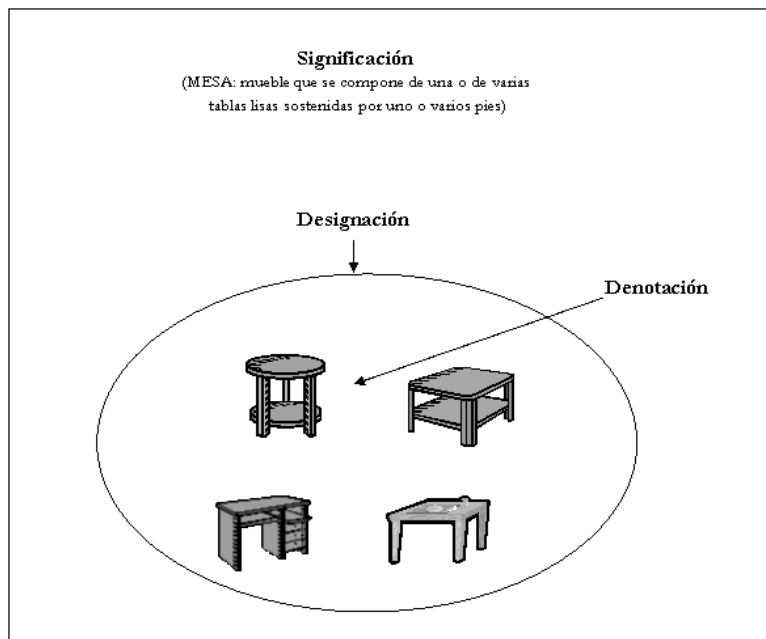 Significación
(MESA: mueble que se compone de una o de varias
tablas lisas sostenidas por uno o varios pies)
Designación
Denotación